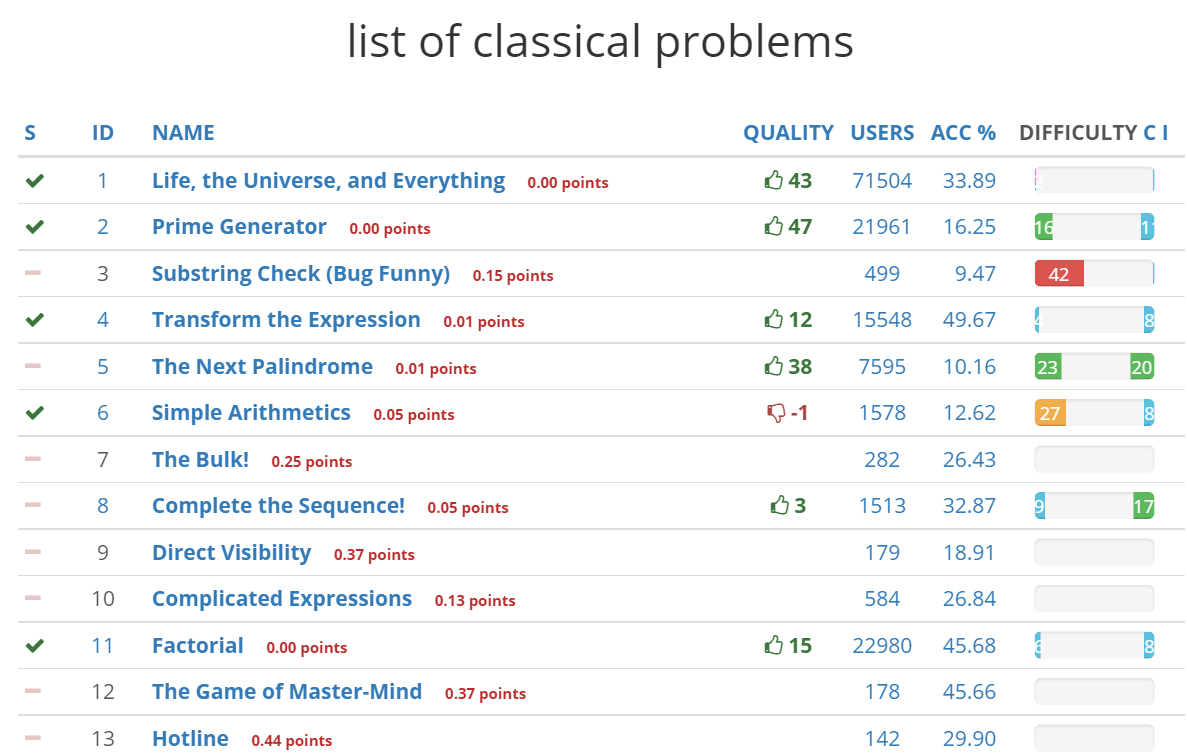 list of classical problems
S ID NAME QUALITY USERS ACC % DIFFICULTY C I
1 Life, the Universe, and Everything 0.00 points 43 71504 33.89 2
2 Prime Generator 0.00 points 47 21961 16.25 16 11
3 Substring Check (Bug Funny) 0.15 points 499 9.47 42
4 Transform the Expression 0.01 points 12 15548 49.67 4 8
5 The Next Palindrome 0.01 points 38 7595 10.16 23 20
6 Simple Arithmetics 0.05 points -1 1578 12.62 27 8
7 The Bulk! 0.25 points 282 26.43
8 Complete the Sequence! 0.05 points 3 1513 32.87 9 17
9 Direct Visibility 0.37 points 179 18.91
10 Complicated Expressions 0.13 points 584 26.84
11 Factorial 0.00 points 15 22980 45.68 6 8
12 The Game of Master-Mind 0.37 points 178 45.66
13 Hotline 0.44 points 142 29.90